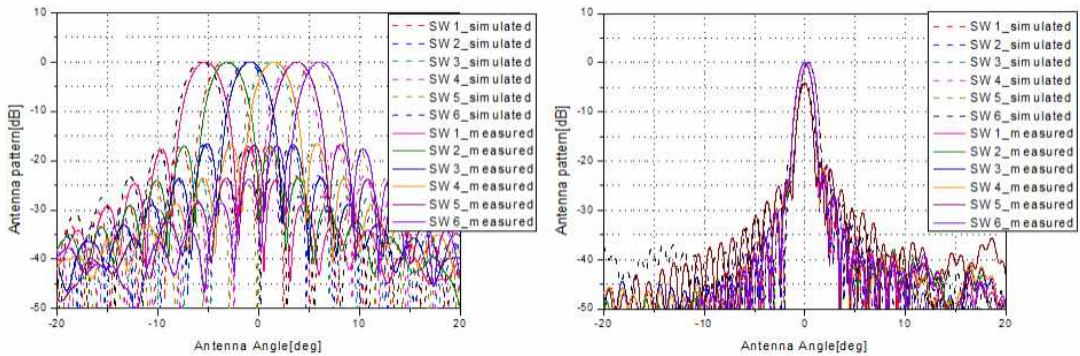 10
0
-10
-20
-30
-40
-50
Antenna pattern[dB]
-20
-10
0
10
20
Antenna Angle[deg]
SW 1_simulated
SW 2_simulated
SW 3_simulated
SW 4_simulated
SW 5_simulated
SW 6_simulated
SW 1_measured
SW 2_measured
SW 3_measured
SW 4_measured
SW 5_measured
SW 6_measured
10
0
-10
-20
-30
-40
-50
Antenna pattern[dB]
-20
-10
0
10
20
Antenna Angle[deg]
SW 1_simulated
SW 2_simulated
SW 3_simulated
SW 4_simulated
SW 5_simulated
SW 6_simulated
SW 1_measured
SW 2_measured
SW 3_measured
SW 4_measured
SW 5_measured
SW 6_measured